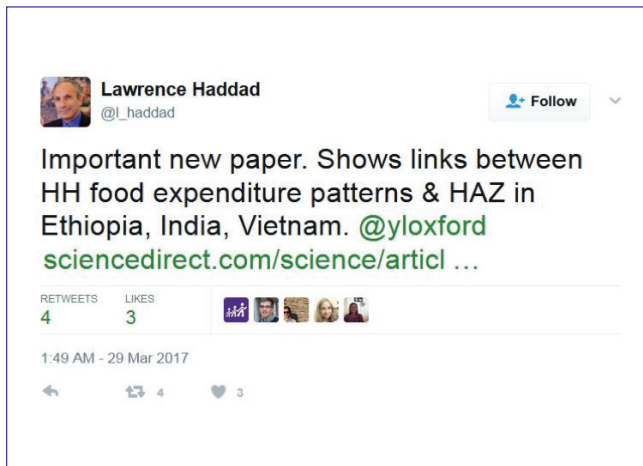 Lawrence Haddad
@l_haddad
Follow
Important new paper. Shows links between
HH food expenditure patterns & HAZ in
Ethiopia, India, Vietnam. @yloxford
sciencedirect.com/science/articl ...
RETWEETS LIKES
4 3
1:49 AM - 29 Mar 2017
4 3